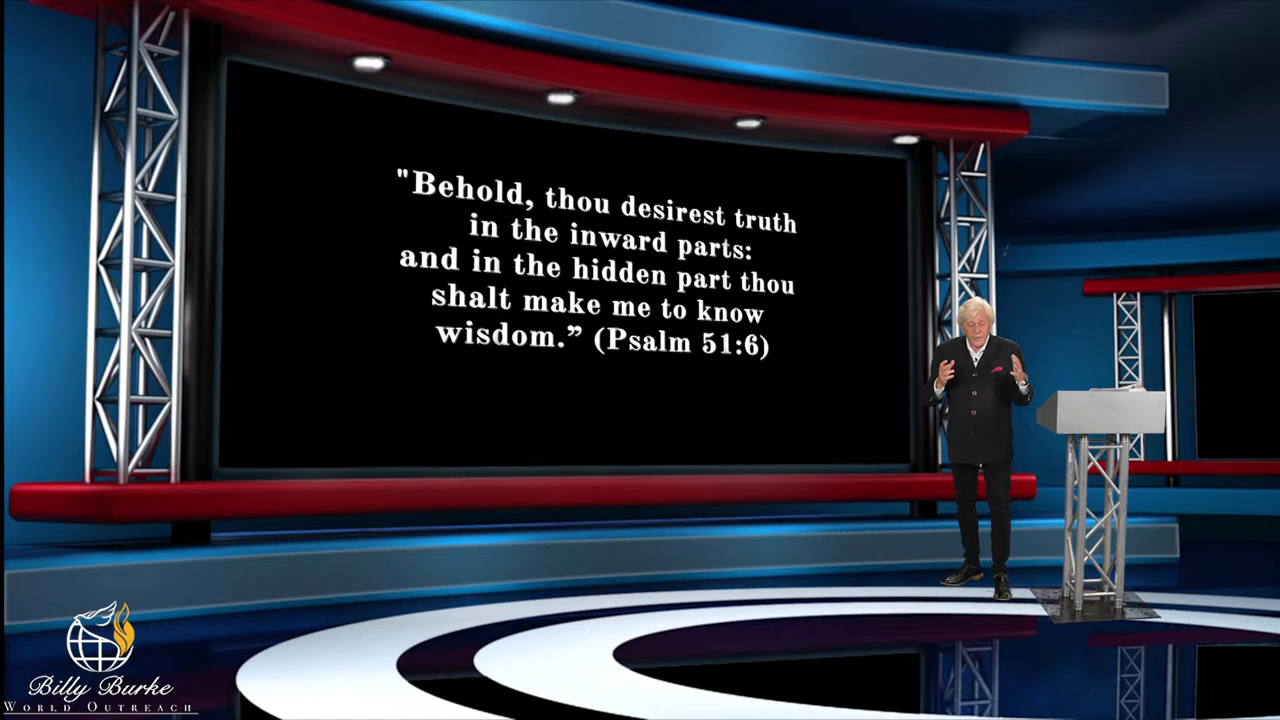 "Behold, thou desirest truth
in the inward parts:
and in the hidden part thou
shalt make me to know
wisdom.” (Psalm 51:6)
Billy Burke
World Outreach